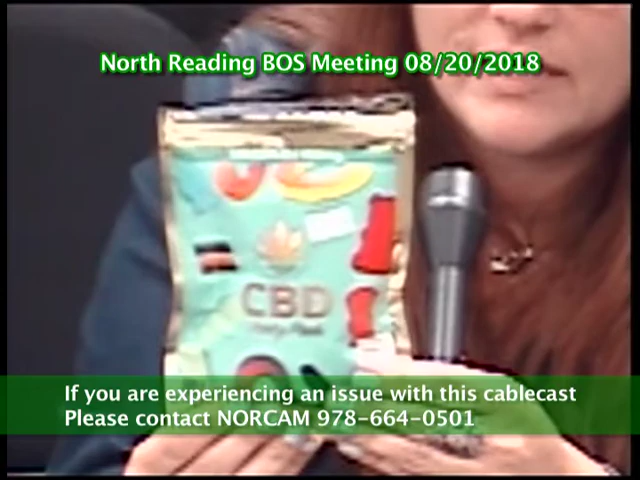 North Reading BOS Meeting 08/20/2018
CBD
If you are experiencing an issue with this cablecast
Please contact NORCAM 978-664-0501